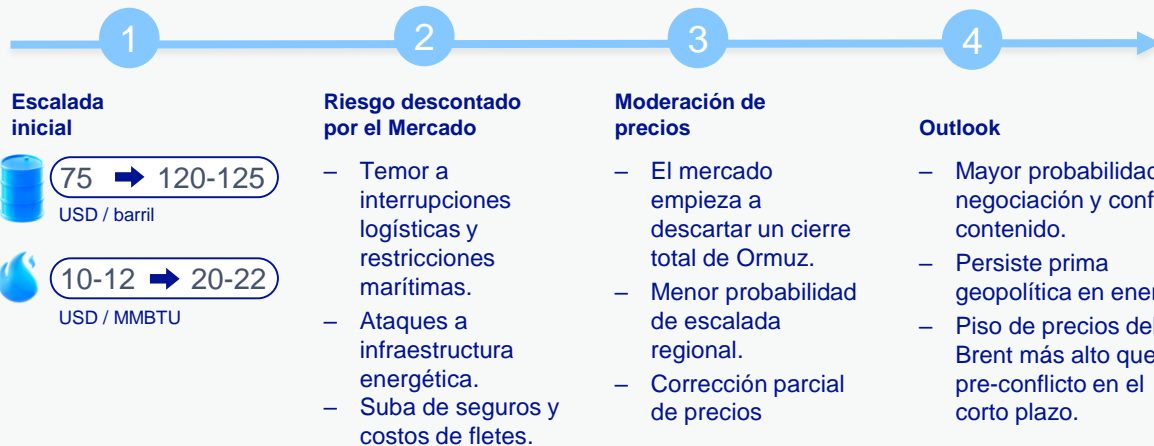 1
2
3
4
Escalada
inicial
75 → 120-125
USD / barril
10-12 → 20-22
USD / MMBTU
Riesgo descontado
por el Mercado
– Temor a
interrupciones
logísticas y
restricciones
marítimas.
– Ataques a
infraestructura
energética.
– Suba de seguros y
costos de fletes.
Moderación de
precios
– El mercado
empieza a
descartar un cierre
total de Ormuz.
– Menor probabilidad
de escalada
regional.
– Corrección parcial
de precios
Outlook
– Mayor probabilidad
negociación y conf
contenido.
– Persiste prima
geopolítica en ener
– Piso de precios del
Brent más alto que
pre-conflicto en el
corto plazo.